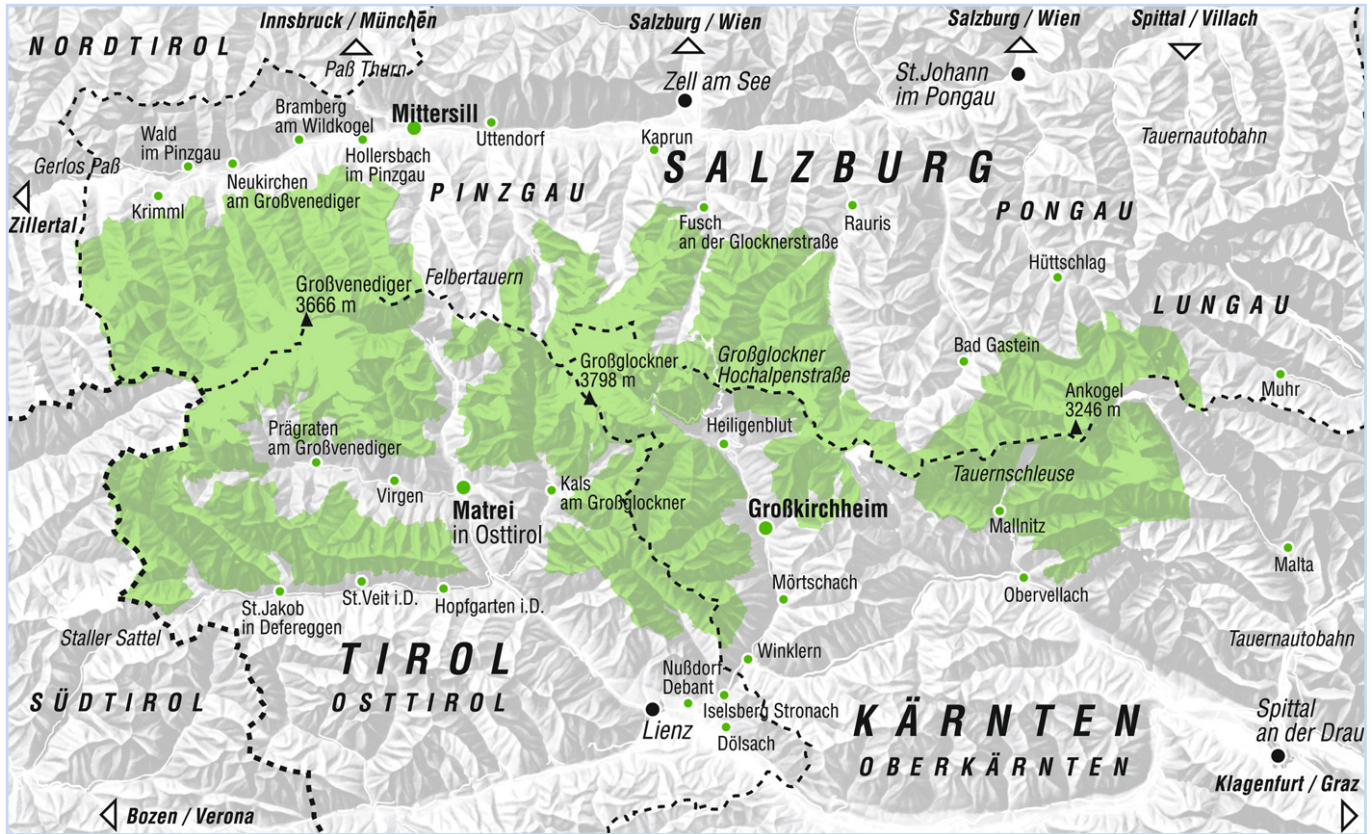 Innsbruck / München
Salzburg / Wien
Salzburg / Wien
Spittal / Villach
NORDTIROL
Paß Thurn
Zell am See
St.Johann
im Pongau
Bramberg
am Wildkogel
Mittersill
Uttendorf
Tauernautobahn
Wald
im Pinzgau
Kaprun
Hollersbach
im Pinzgau
SALZBURG
Gerlos Paß
Neukirchen
am Großvenediger
PINZGAU
Zillertal
Krimml
Fusch
an der Glocknerstraße
Rauris
PONGAU
Hüttschlag
Großvenediger
3666 m
Felbertauern
LUNGAU
Großglockner
3798 m
Großglockner
Hochalpenstraße
Bad Gastein
Ankogel
3246 m
Muhr
Prägraten
am Großvenediger
Heiligenblut
Tauernschleuse
Virgen
Matrei
in Osttirol
Kals
am Großglockner
Großkirchheim
Mallnitz
Malta
St.Jakob
in Defereggen
St.Veit i.D.
Hopfgarten i.D.
Mörtschach
Obervellach
Staller Sattel
Tauernautobahn
TIROL
OSTTIROL
Winklern
SÜDTIROL
Nußdorf
Debant
Iselsberg Stronach
Lienz
Dölsach
KÄRNTEN
OBERKÄRNTEN
Spittal
an der Drau
Klagenfurt / Graz
Bozen / Verona